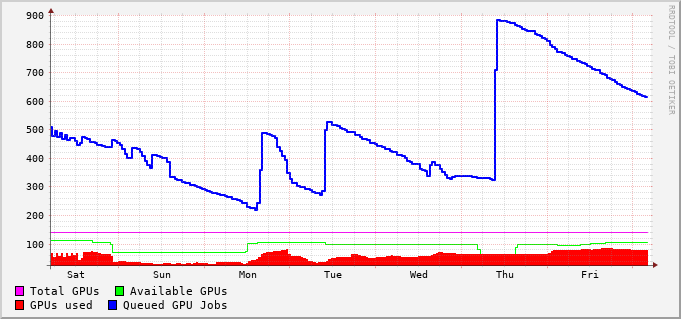 900
800
700
600
500
400
300
200
100
Sat Sun Mon Tue Wed Thu Fri
Total GPUs Available GPUs
GPUs used Queued GPU Jobs
RRDTOOL / TOBI OETIKER